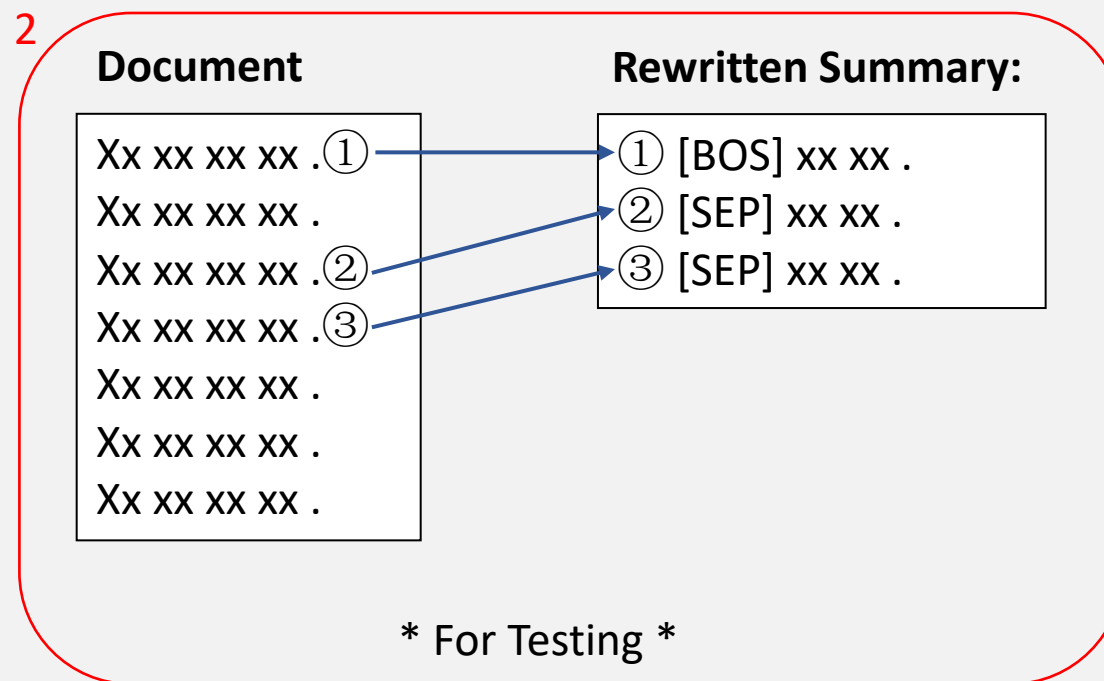 2
Document
Xx xx xx xx .①
Xx xx xx xx .
Xx xx xx xx .②
Xx xx xx xx .③
Xx xx xx xx .
Xx xx xx xx .
Xx xx xx xx .
Rewritten Summary:
① [BOS] xx xx .
② [SEP] xx xx .
③ [SEP] xx xx .
* For Testing *